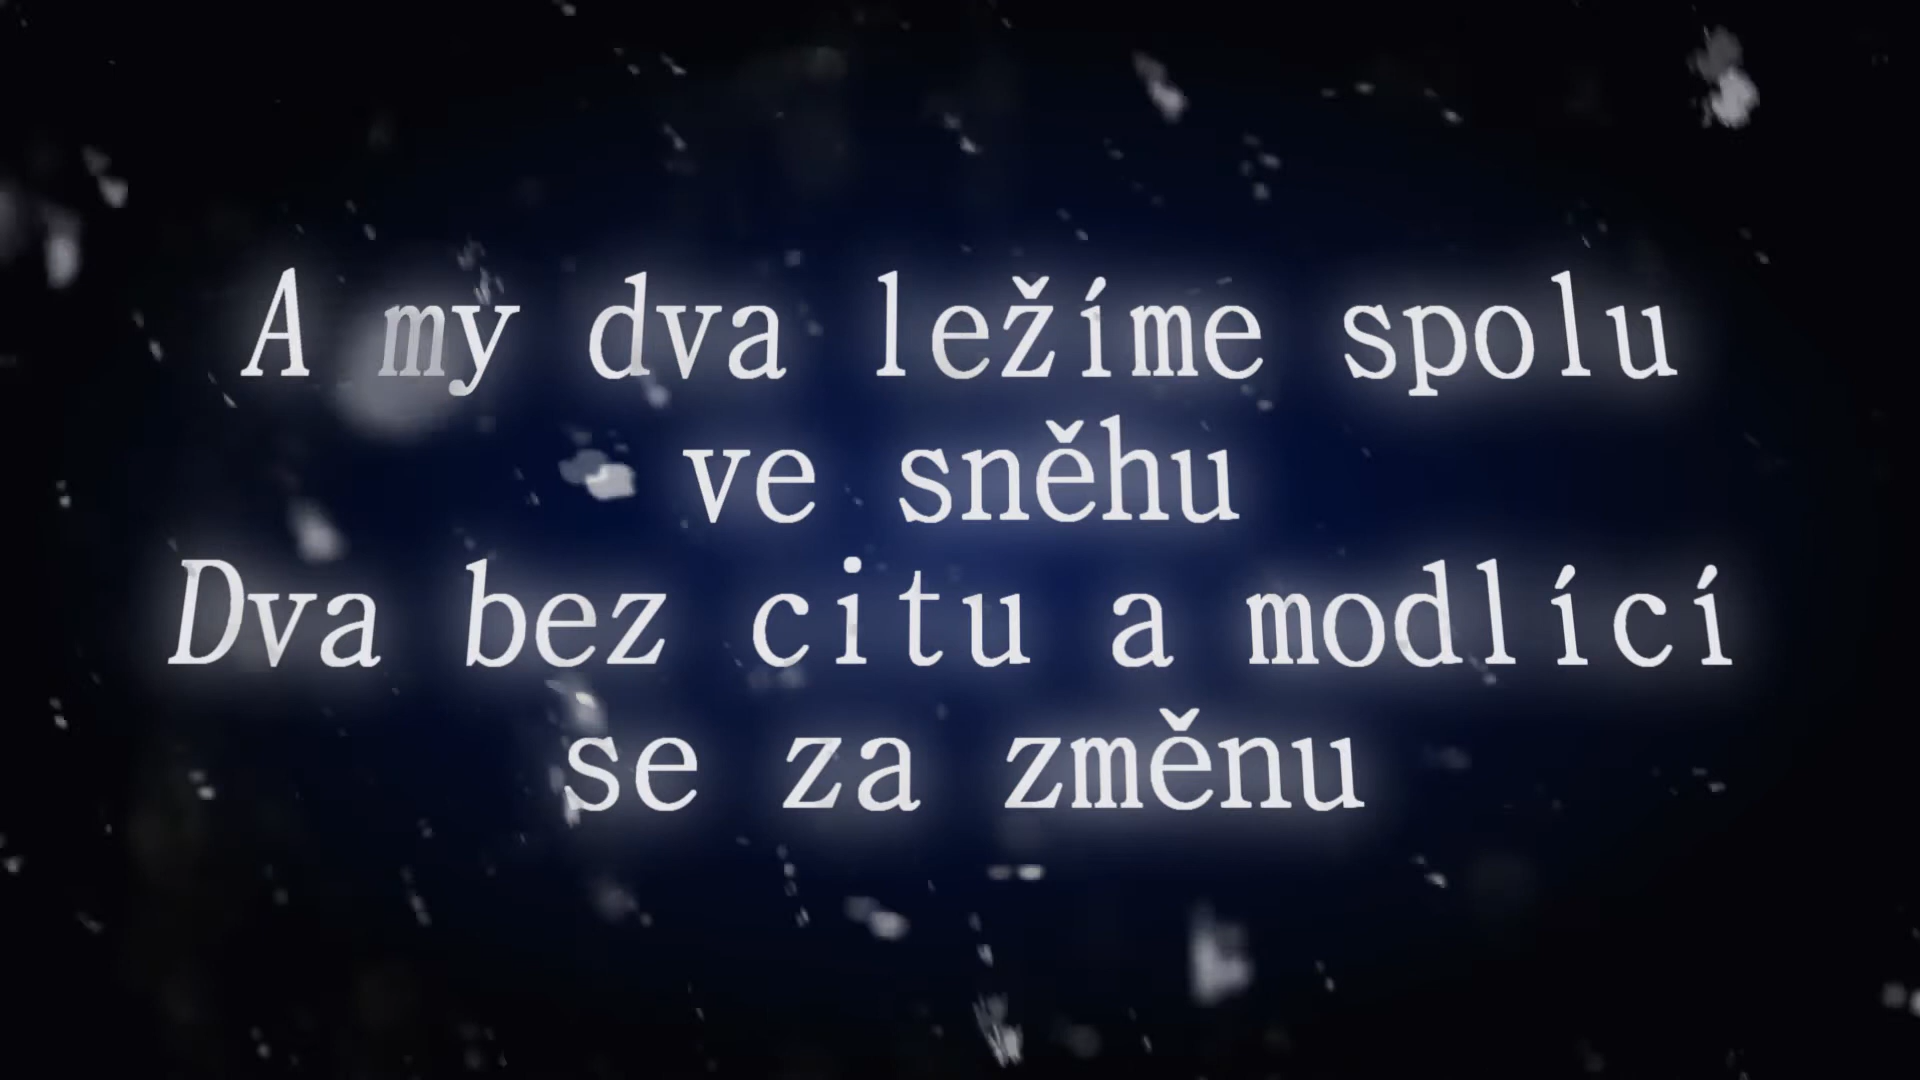 A my dva ležíme spolu
ve sněhu
Dva bez citu a modlící
se za změnu